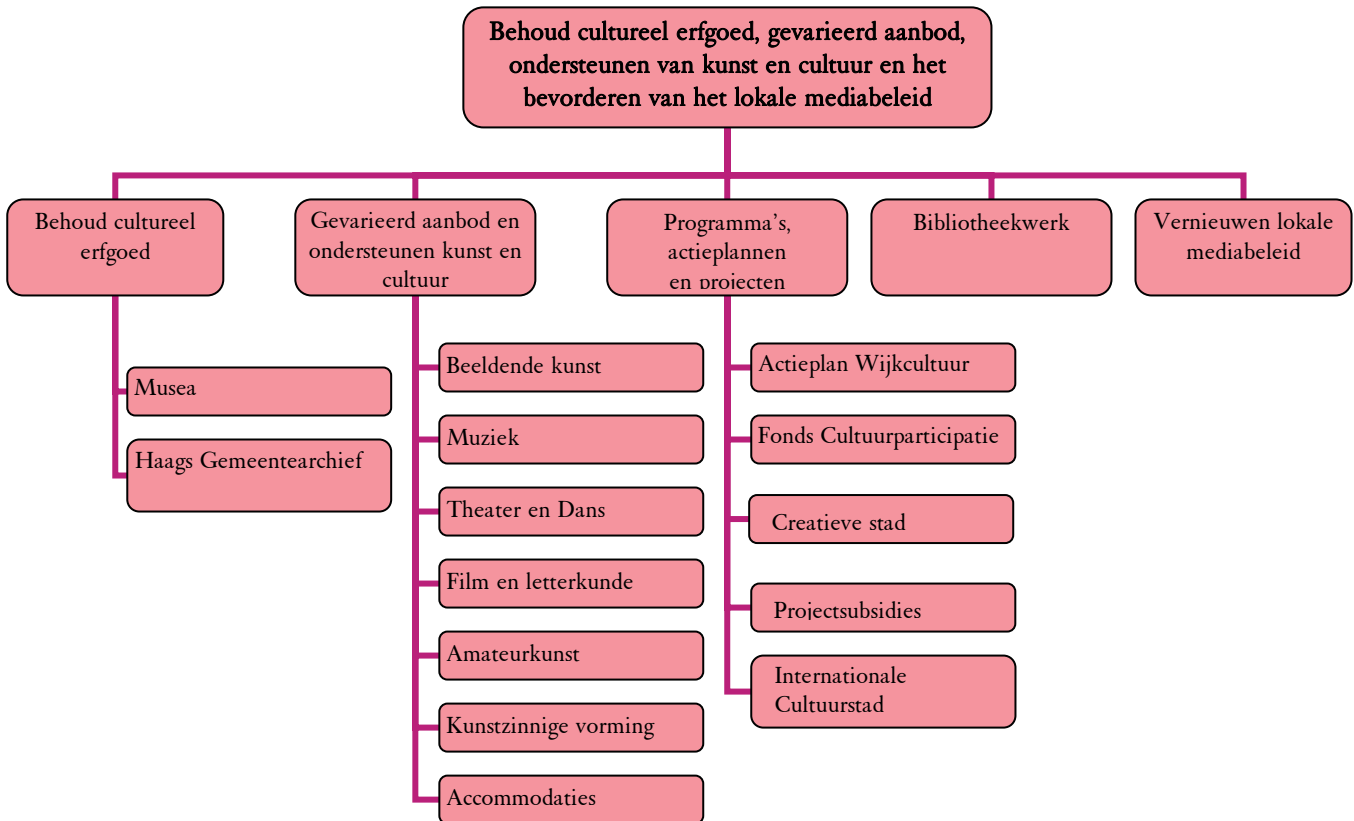 Behoud cultureel erfgoed, gevarieerd aanbod,
ondersteunen van kunst en cultuur en het
bevorderen van het lokale mediabeleid
Behoud cultureel
erfgoed
Gevarieerd aanbod en
ondersteunen kunst en
cultuur
Programma's,
actieplannen
en projecten
Bibliotheekwerk
Vernieuwen lokale
mediabeleid
Musea
Haags Gemeentearchief
Beeldende kunst
Muziek
Theater en Dans
Film en letterkunde
Amateurkunst
Kunstzinnige vorming
Accommodaties
Actieplan Wijkcultuur
Fonds Cultuurparticipatie
Creatieve stad
Projectsubsidies
Internationale
Cultuurstad